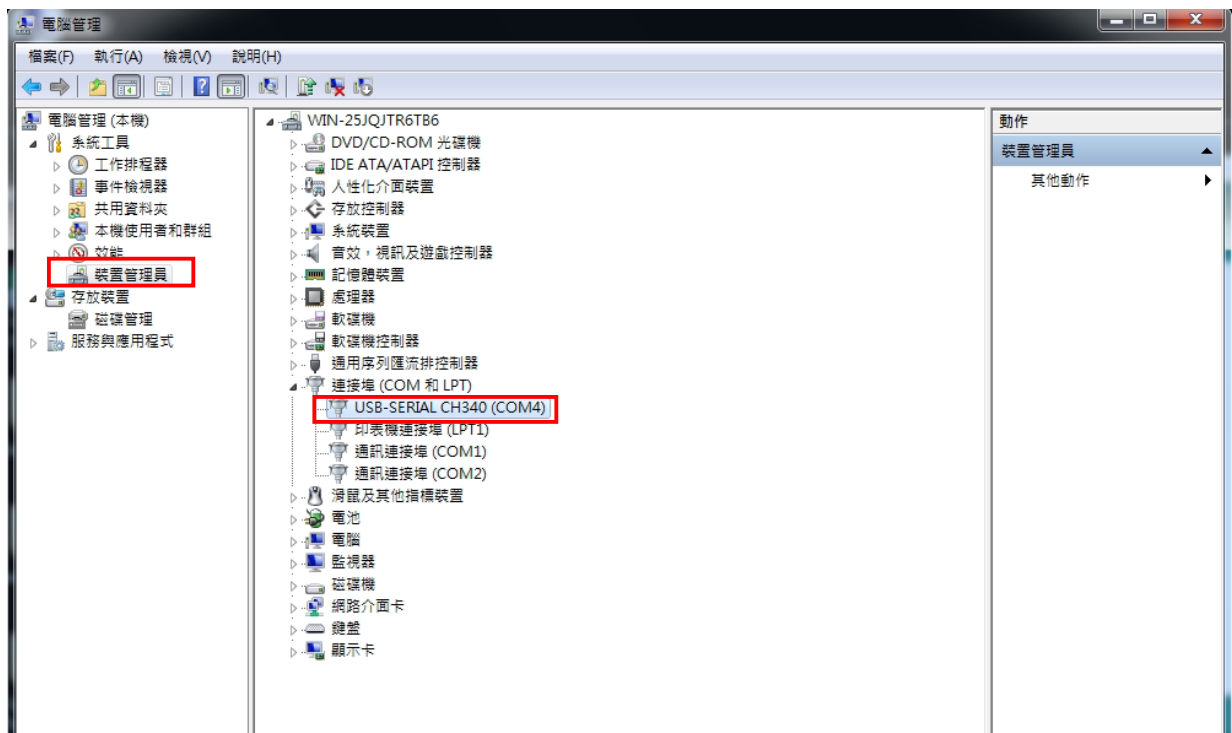 電腦管理
檔案(F) 執行(A) 檢視(V) 說明(H)
電腦管理 (本機)
系統工具
工作排程器
事件檢視器
共用資料夾
本機使用者和群組
效能
裝置管理員
存放裝置
磁碟管理
服務與應用程式
WIN-25JQJTR6TB6
DVD/CD-ROM 光碟機
IDE ATA/ATAPI 控制器
人性化介面裝置
存放控制器
系統裝置
音效，視訊及遊戲控制器
記憶體裝置
處理器
軟碟機
軟碟機控制器
通用序列匯流排控制器
連接埠 (COM 和 LPT)
USB-SERIAL CH340 (COM4)
印表機連接埠 (LPT1)
通訊連接埠 (COM1)
通訊連接埠 (COM2)
滑鼠及其他指標裝置
電池
電腦
監視器
磁碟機
網路介面卡
鍵盤
顯示卡
動作
裝置管理員
其他動作